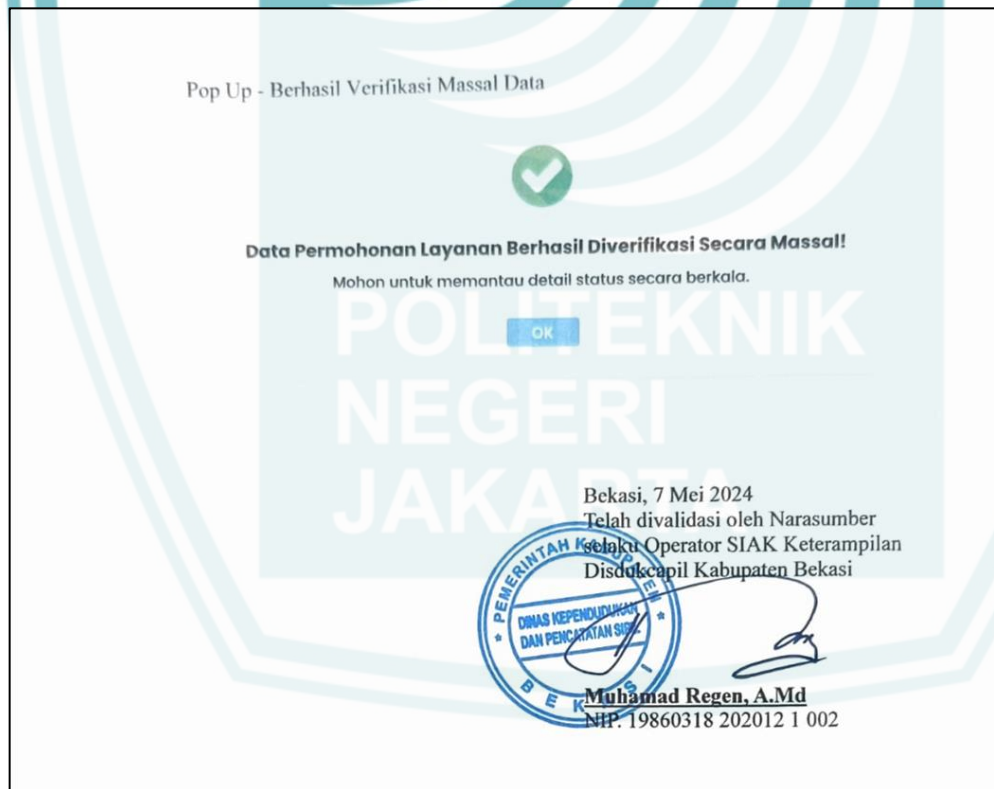 Pop Up - Berhasil Verifikasi Massal Data
Data Permohonan Layanan Berhasil Diverifikasi Secara Massal!
Mohon untuk memantau detail status secara berkala.
OK
POLITEKNIK
NEGERI
JAKARTA
Bekasi, 7 Mei 2024
Telah divalidasi oleh Narasumber
selaku Operator SIAK Keterampilan
Disdukcapil Kabupaten Bekasi
PEMERINTAH KABUPATEN
DINAS KEPENDUDUKAN
DAN PENCATATAN SIPIL
BEKASI
Muhamad Regen, A.Md
NIP. 19860318 202012 1 002